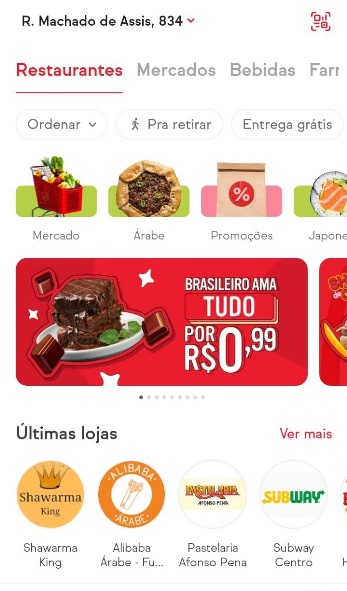 R. Machado de Assis, 834
Restaurantes Mercados Bebidas Farr
Ordenar Pra retirar Entrega grátis
%
Mercado Árabe Promoções Japone
BRASILEIRO AMA
TUDO
POR
R$0,99
Últimas lojas Ver mais
Shawarma
King
ALIBABA
ÁRABE
PASTELARIA
AFONSO PENA
SUBWAY
Shawarma
King
Alibaba
Árabe - Fu...
Pastelaria
Afonso Pena
Subway
Centro